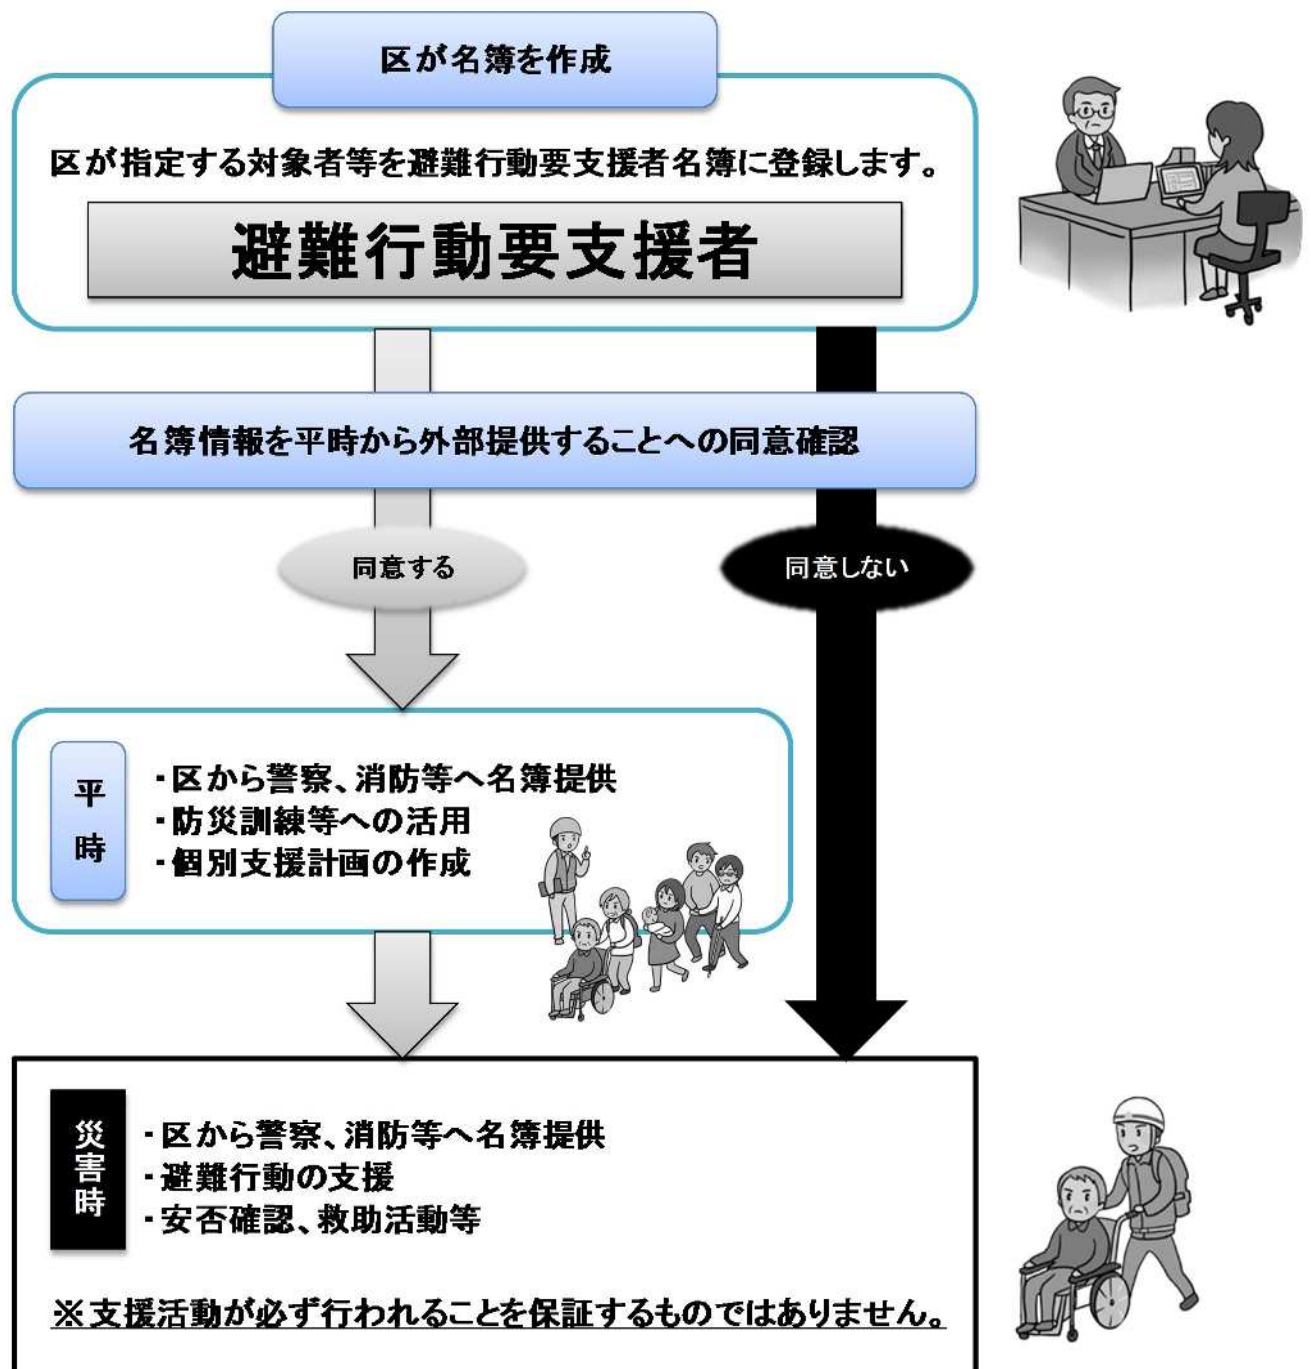 区が名簿を作成
区が指定する対象者等を避難行動要支援者名簿に登録します。
避難行動要支援者
名簿情報を平時から外部提供することへの同意確認
同意する
同意しない
平時
・区から警察、消防等へ名簿提供
・防災訓練等への活用
・個別支援計画の作成
災害時
・区から警察、消防等へ名簿提供
・避難行動の支援
・安否確認、救助活動等
※支援活動が必ず行われることを保証するものではありません。